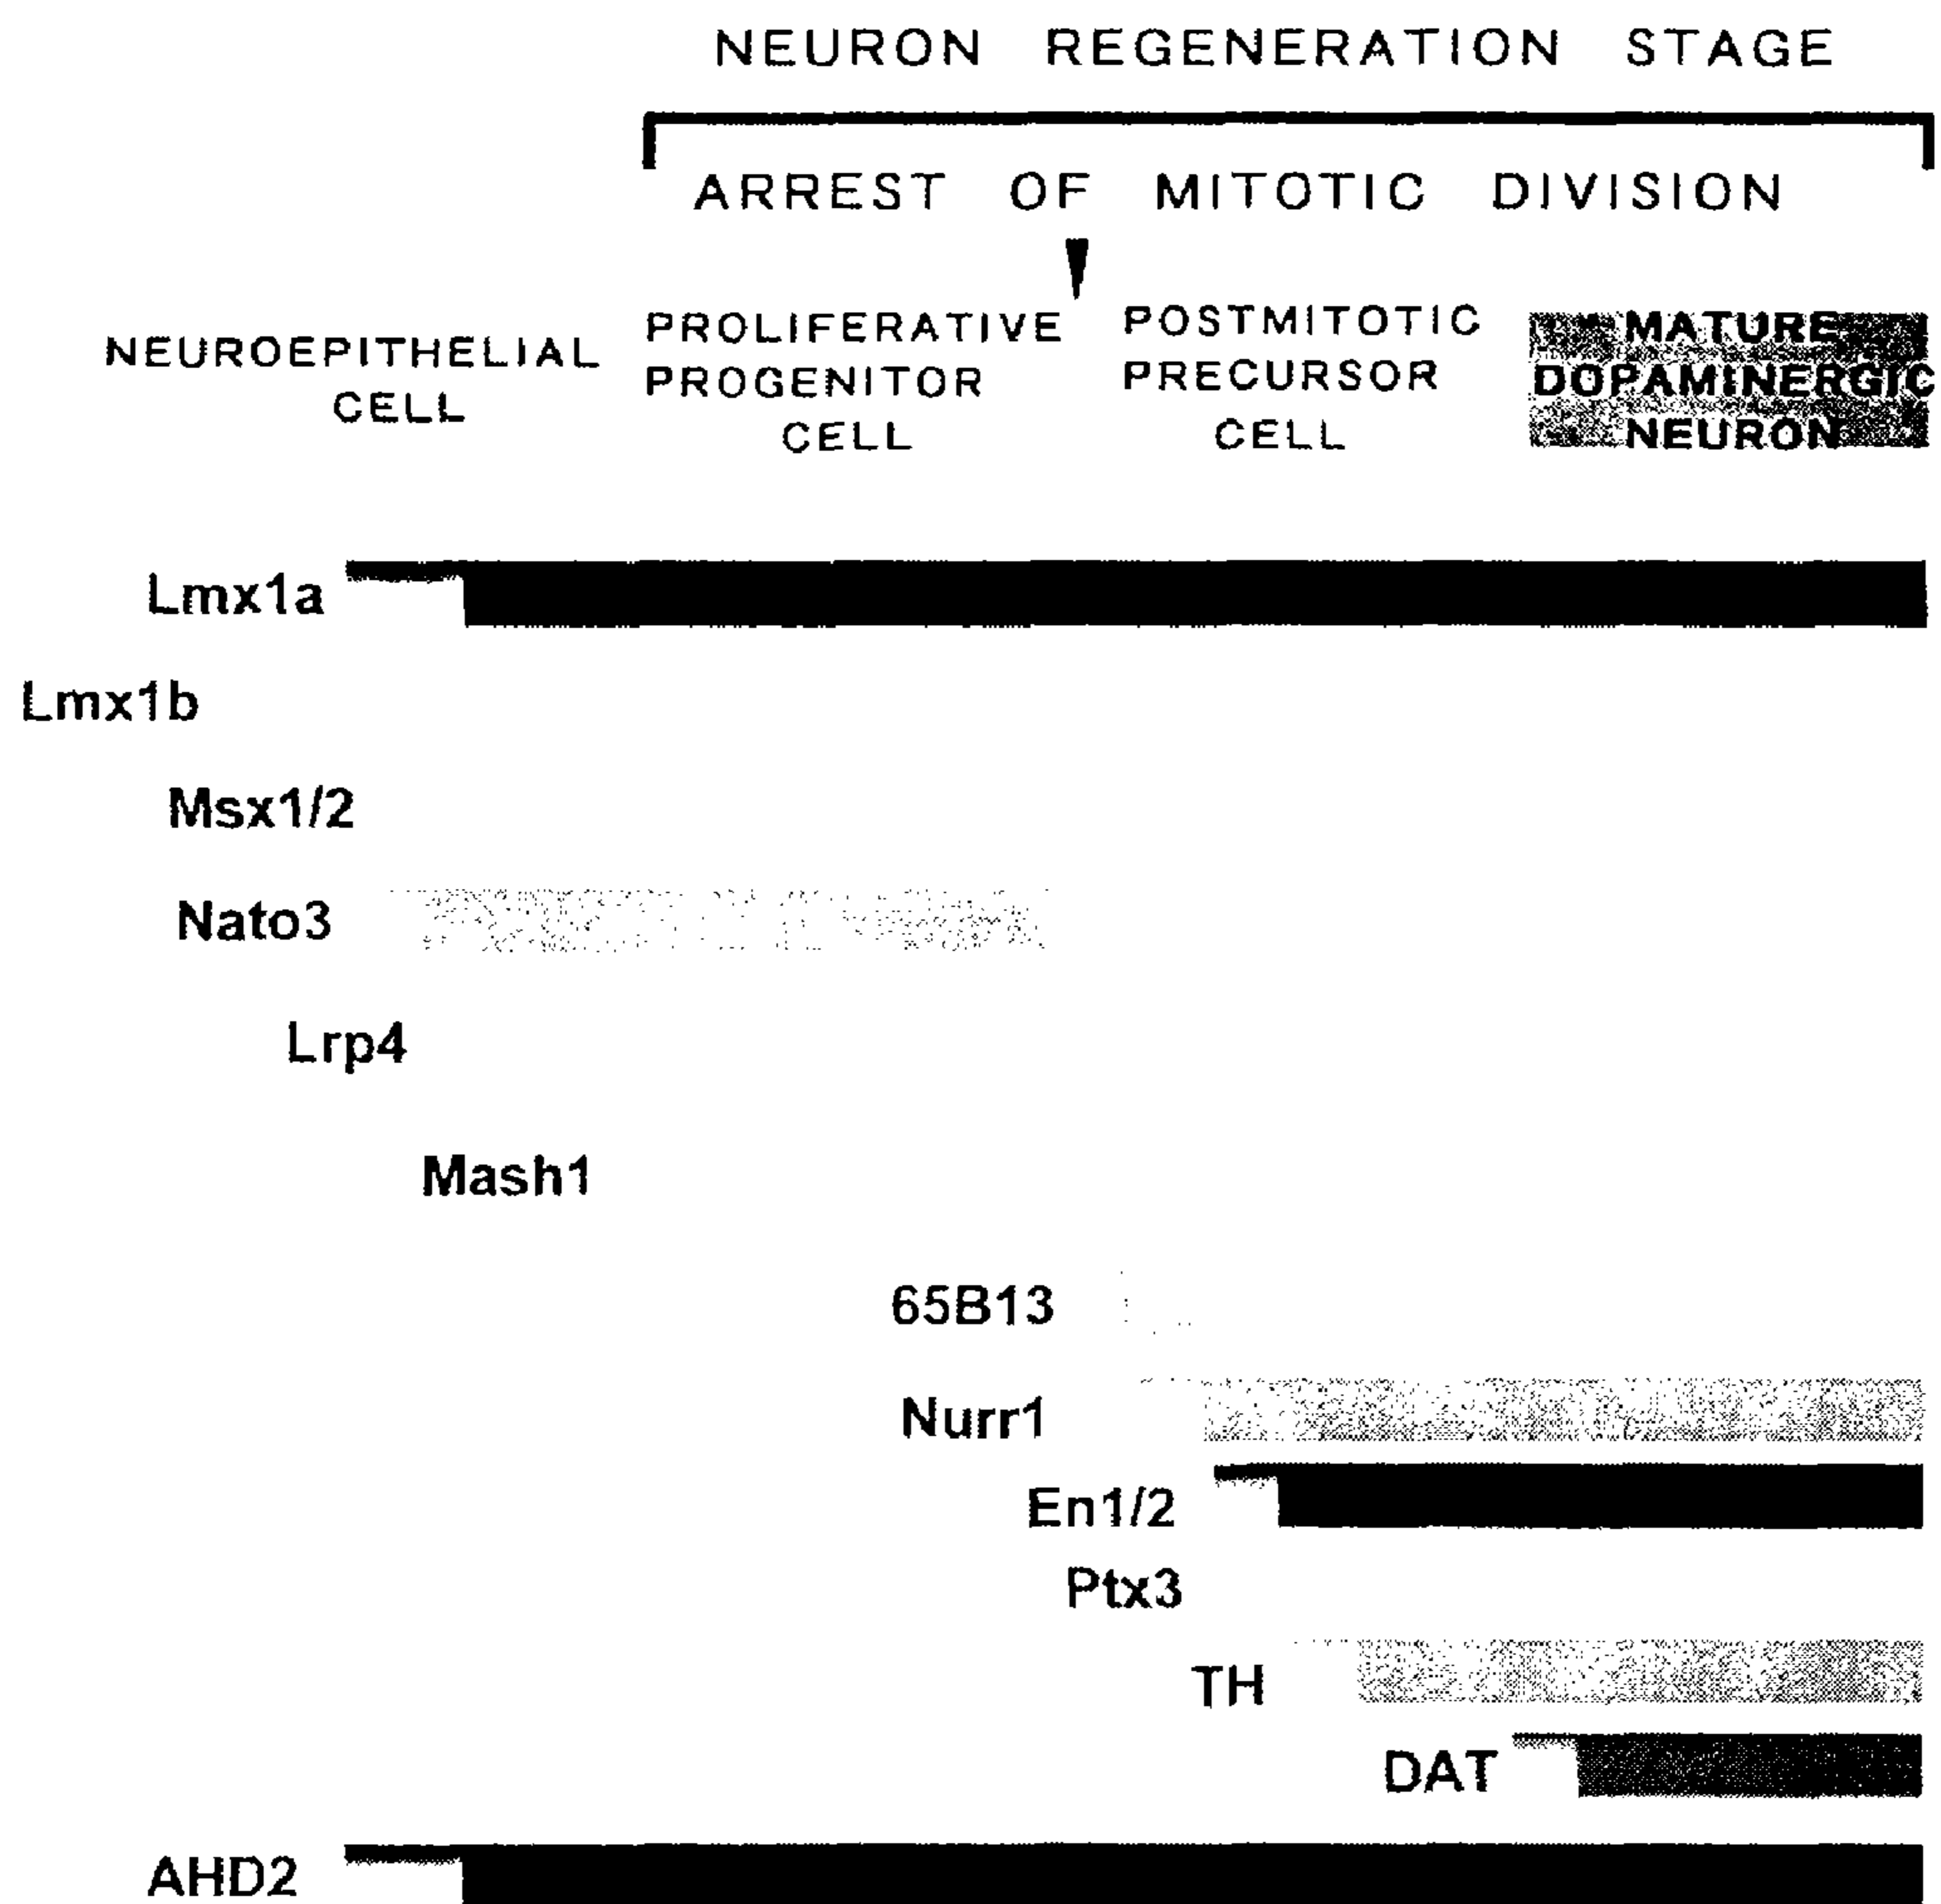 NEURON REGENERATION STAGE
ARREST OF MITOTIC DIVISION
NEUROEPITHELIAL
CELL
PROLIFERATIVE
PROGENITOR
CELL
POSTMITOTIC
PRECURSOR
CELL
MATURE
DOPAMINERGIC
NEURON
Lmx1a
Lmx1b
Msx1/2
Nato3
Lrp4
Mash1
65B13
Nurr1
En1/2
Ptx3
TH
DAT
AHD2